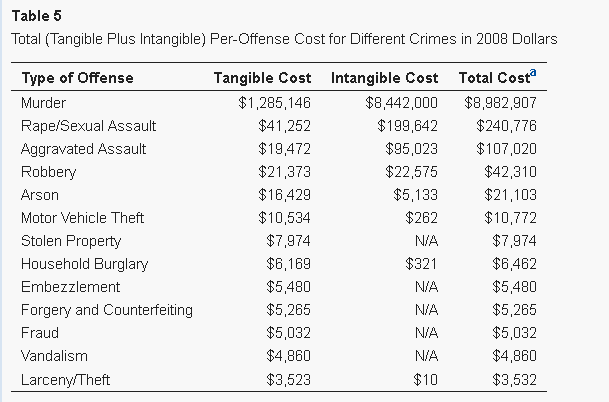 Table 5
Total (Tangible Plus Intangible) Per-Offense Cost for Different Crimes in 2008 Dollars
Type of Offense Tangible Cost Intangible Cost Total Costa
Murder $1,285,146 $8,442,000 $8,982,907
Rape/Sexual Assault $41,252 $199,642 $240,776
Aggravated Assault $19,472 $95,023 $107,020
Robbery $21,373 $22,575 $42,310
Arson $16,429 $5,133 $21,103
Motor Vehicle Theft $10,534 $262 $10,772
Stolen Property $7,974 N/A $7,974
Household Burglary $6,169 $321 $6,462
Embezzlement $5,480 N/A $5,480
Forgery and Counterfeiting $5,265 N/A $5,265
Fraud $5,032 N/A $5,032
Vandalism $4,860 N/A $4,860
Larceny/Theft $3,523 $10 $3,532